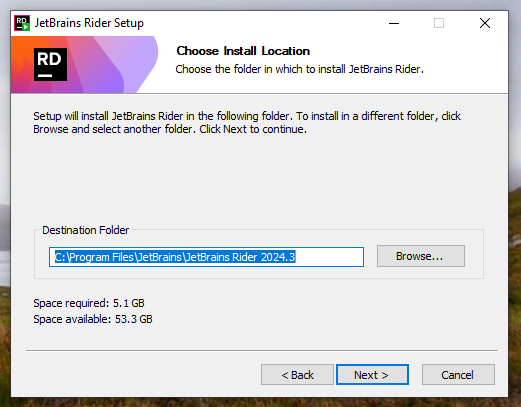 JetBrains Rider Setup
RD
Choose Install Location
Choose the folder in which to install JetBrains Rider.
Setup will install JetBrains Rider in the following folder. To install in a different folder, click
Browse and select another folder. Click Next to continue.
Destination Folder
C:\Program Files\JetBrains\JetBrains Rider 2024.3
Browse...
Space required: 5.1 GB
Space available: 53.3 GB
< Back
Next >
Cancel